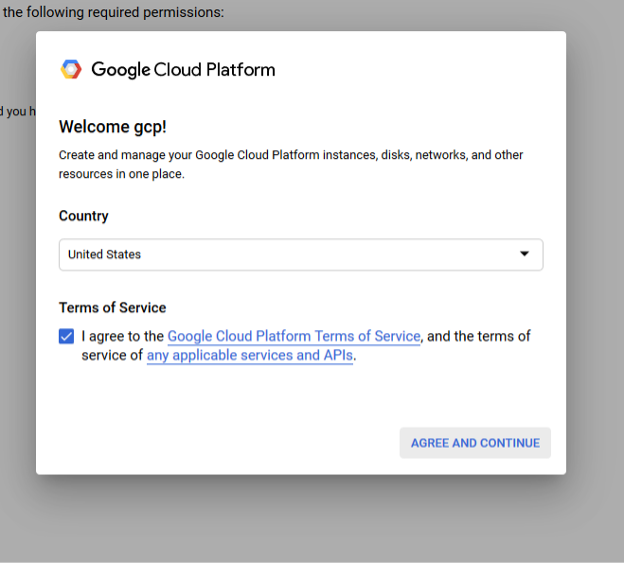 the following required permissions:
Google Cloud Platform
d you h
Welcome gcp!
Create and manage your Google Cloud Platform instances, disks, networks, and other
resources in one place.
Country
United States
Terms of Service
I agree to the Google Cloud Platform Terms of Service, and the terms of
service of any applicable services and APIs.
AGREE AND CONTINUE